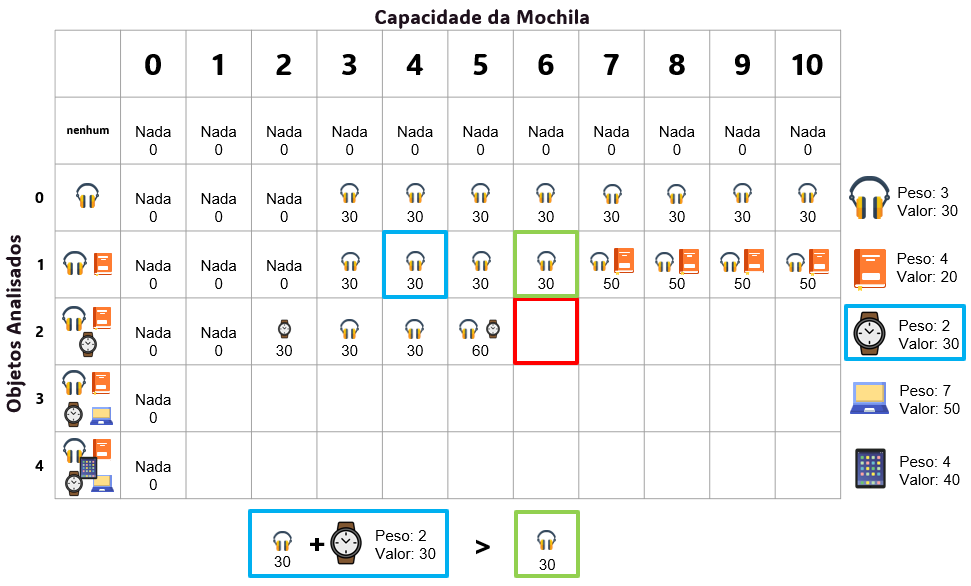 Capacidade da Mochila
0 1 2 3 4 5 6 7 8 9 10
Objetos Analisados
nenhum
Nada Nada Nada Nada Nada Nada Nada Nada Nada Nada Nada
0 0 0 0 0 0 0 0 0 0 0
0
Nada Nada Nada
0 0 0 30 30 30 30 30 30 30 30
Peso: 3
Valor: 30
1
Nada Nada Nada
0 0 0 30 30 30 30 50 50 50 50
Peso: 4
Valor: 20
2
Nada Nada
0 0 30 30 30 60
Peso: 2
Valor: 30
3
Nada
0
Peso: 7
Valor: 50
4
Nada
0
Peso: 4
Valor: 40
30 + Peso: 2
Valor: 30
>
30